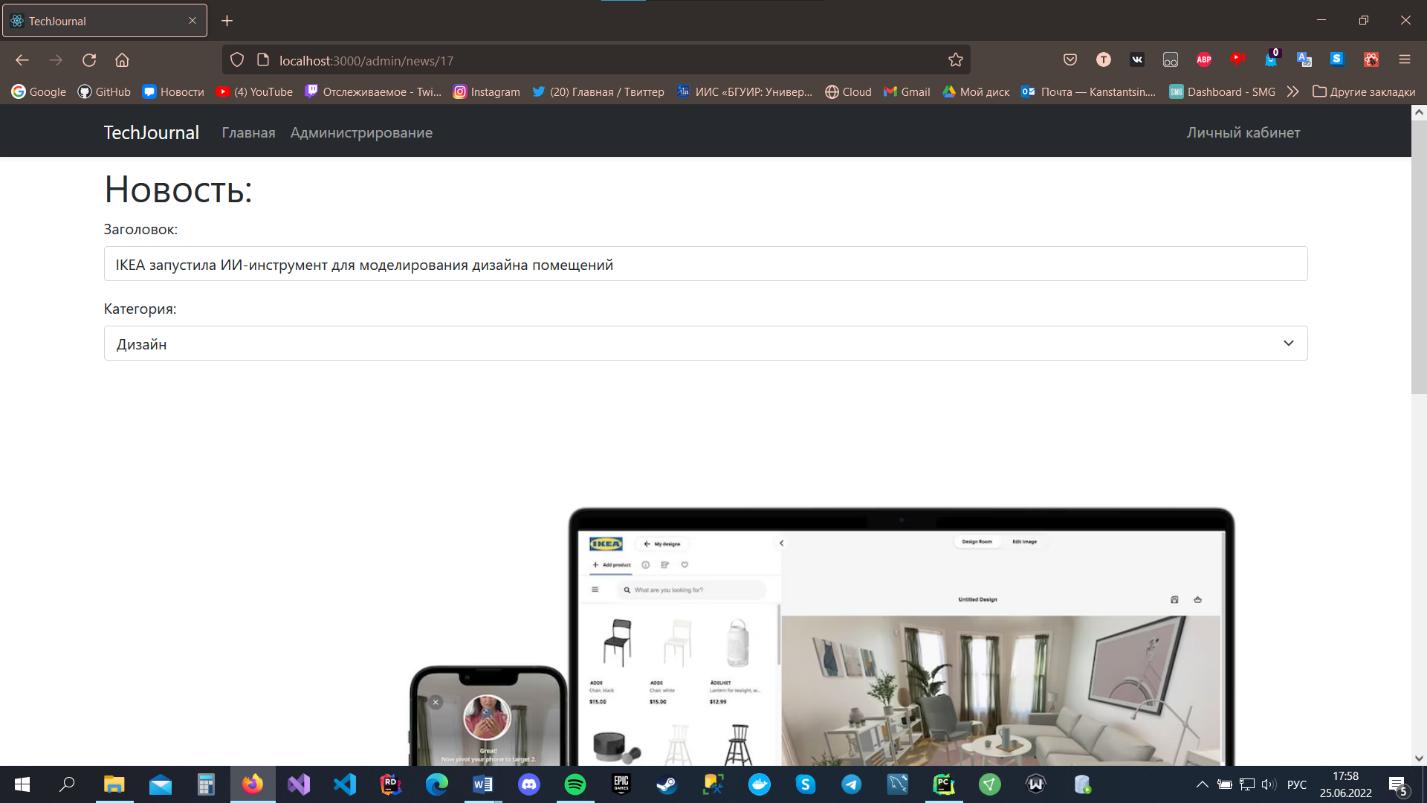 TechJournal
localhost:3000/admin/news/17
0
ABP
Google GitHub Новости (4) YouTube Отслеживаемое - Twi... Instagram (20) Главная / Твиттер ИИС «БГУИР: Универ... Cloud Gmail Мой диск Почта — Kanstantsin.... Dashboard - SMG Другие закладки
TechJournal Главная Администрирование Личный кабинет
Новость:
Заголовок:
IKEA запустила ИИ-инструмент для моделирования дизайна помещений
Категория:
Дизайн
IKEA My designs Design Room Edit image
Add product
What are you looking for?
Untitled Design
ADDE ADDE ÄDELHET
Chair, black Chair, white Lantern for tealight, w...
$15.00 $15.00 $12.99
Great!
Now pivot your phone to target 2.
РУС
17:58
25.06.2022
5